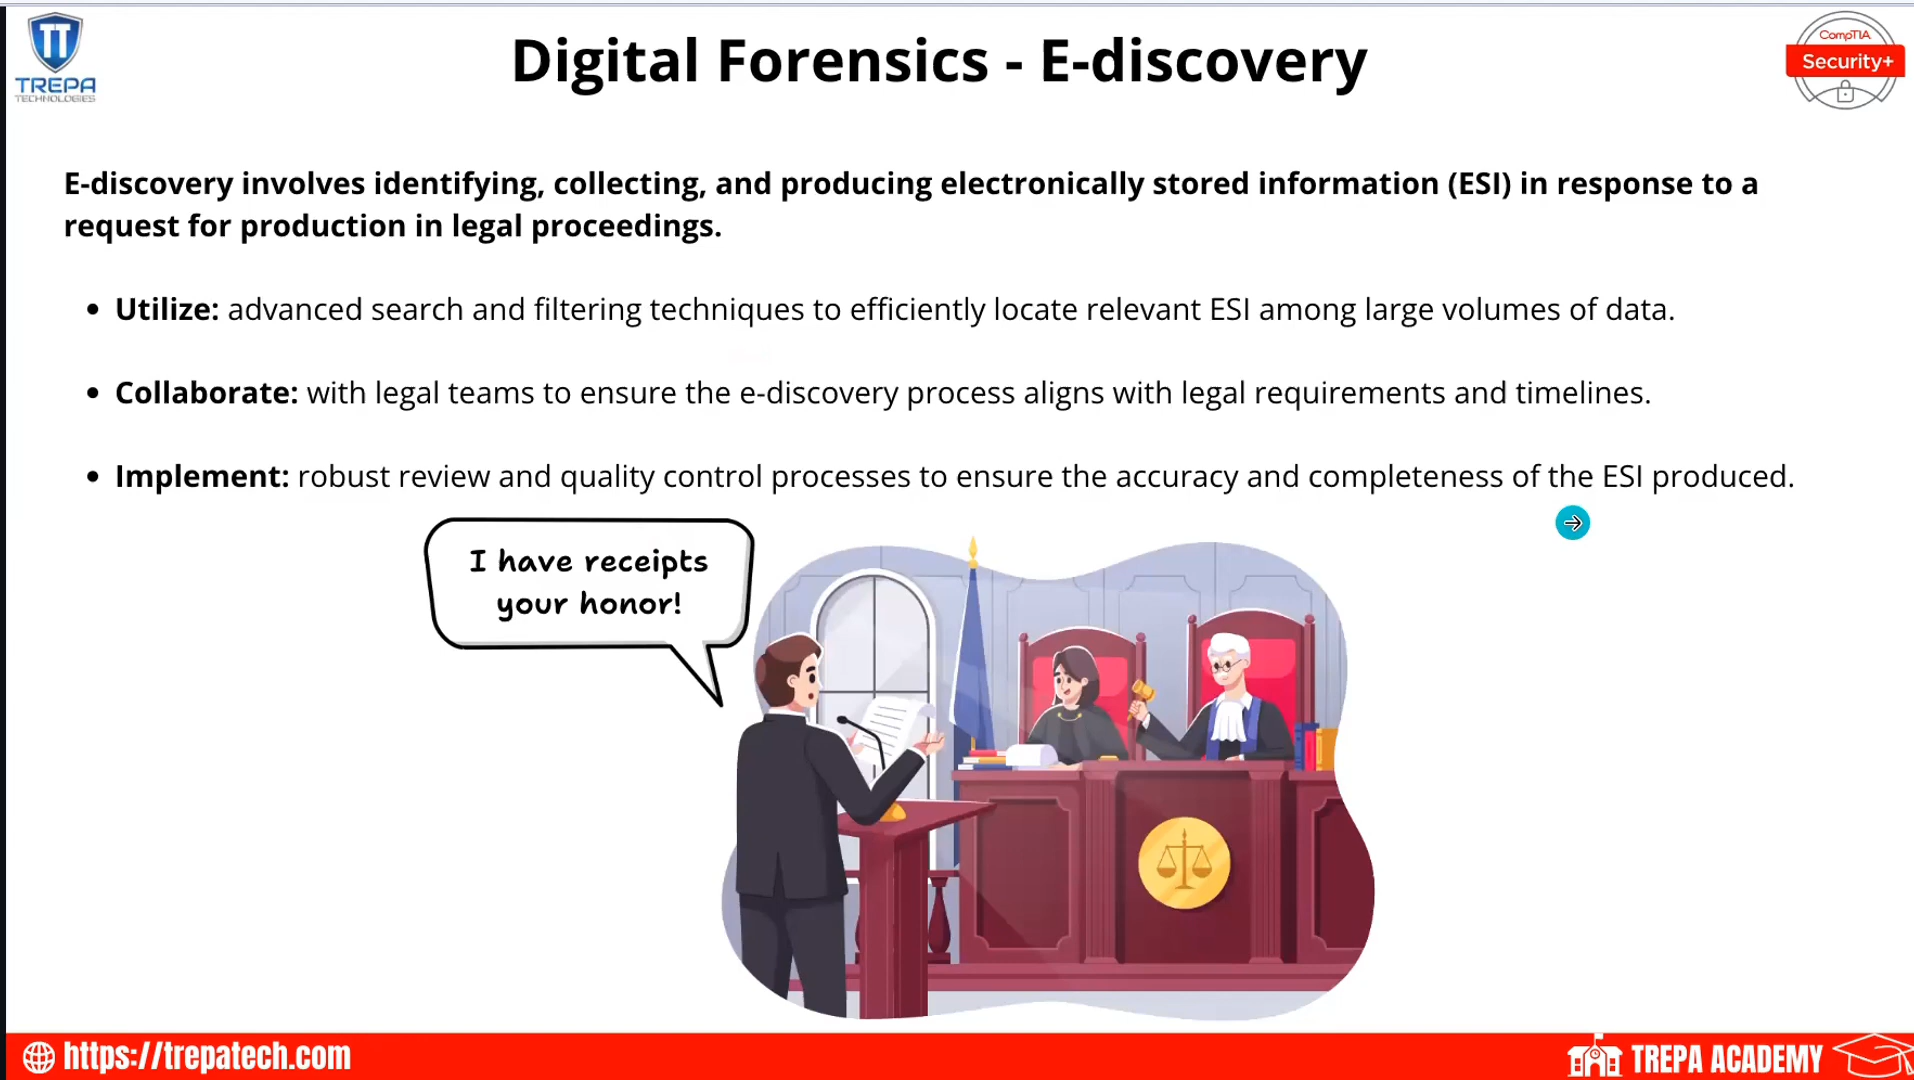 TT
TREPA
TECHNOLOGIES
Digital Forensics - E-discovery
CompTIA
Security+
E-discovery involves identifying, collecting, and producing electronically stored information (ESI) in response to a
request for production in legal proceedings.
• Utilize: advanced search and filtering techniques to efficiently locate relevant ESI among large volumes of data.
• Collaborate: with legal teams to ensure the e-discovery process aligns with legal requirements and timelines.
• Implement: robust review and quality control processes to ensure the accuracy and completeness of the ESI produced.
I have receipts
your honor!
https://trepatech.com
TREPA ACADEMY